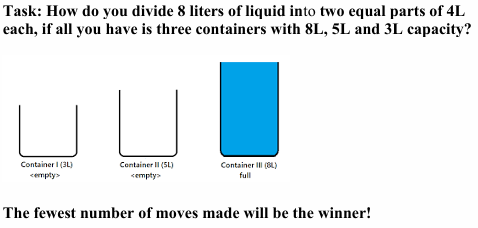 Task: How do you divide 8 liters of liquid into two equal parts of 4L
each, if all you have is three containers with 8L, 5L and 3L capacity?
Container I (3L) Container II (5L) Container III (8L)
<empty> <empty> full
The fewest number of moves made will be the winner!